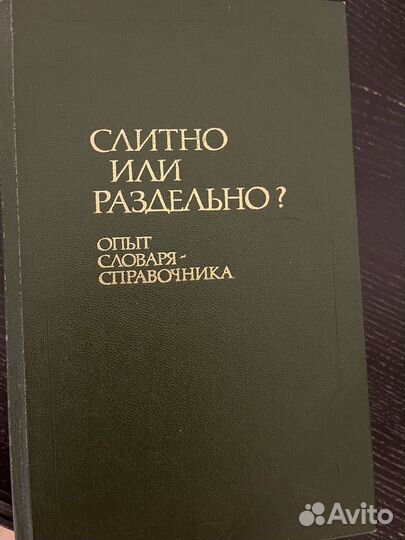 СЛИТНО
ИЛИ
РАЗДЕЛЬНО?
ОПЫТ
СЛОВАРЯ-
СПРАВОЧНИКА
Avito